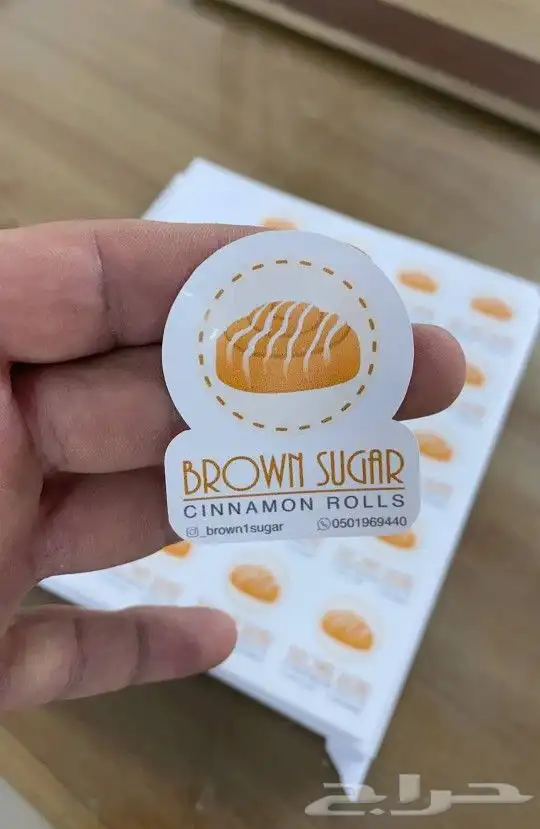 BROWN SUGAR
CINNAMON ROLLS
_brown1sugar 0501969440
حراج